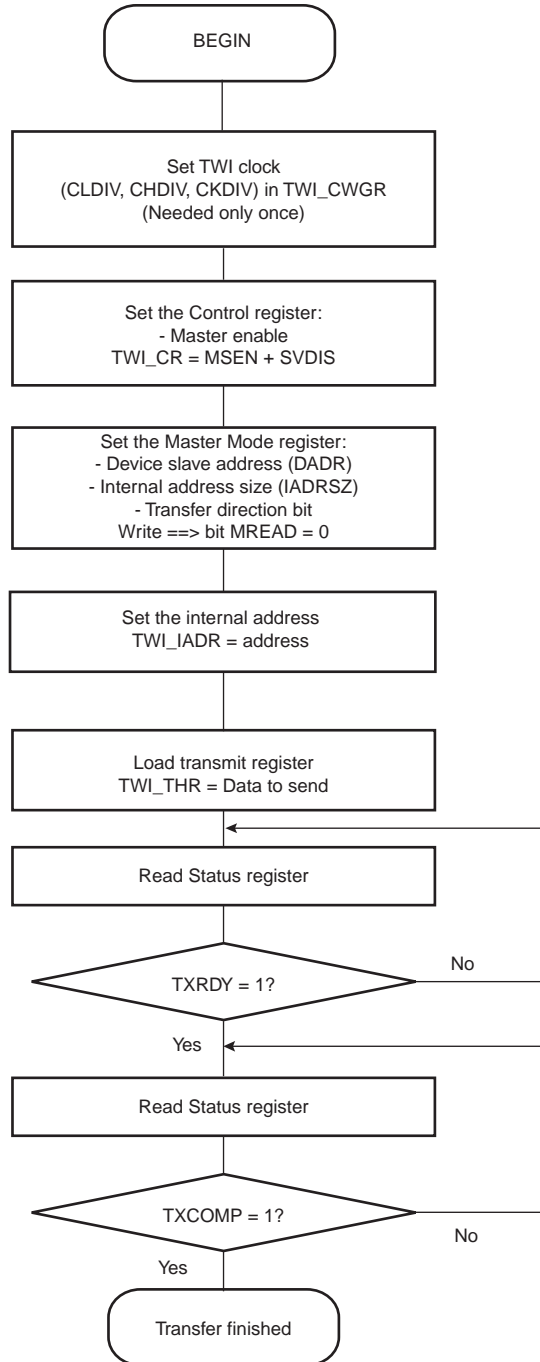 BEGIN
Set TWI clock
(CLDIV, CHDIV, CKDIV) in TWI_CWGR
(Needed only once)
Set the Control register:
- Master enable
TWI_CR = MSEN + SVDIS
Set the Master Mode register:
- Device slave address (DADR)
- Internal address size (IADRSZ)
- Transfer direction bit
Write ==> bit MREAD = 0
Set the internal address
TWI_IADR = address
Load transmit register
TWI_THR = Data to send
Read Status register
TXRDY = 1?
No
Yes
Read Status register
TXCOMP = 1?
No
Yes
Transfer finished